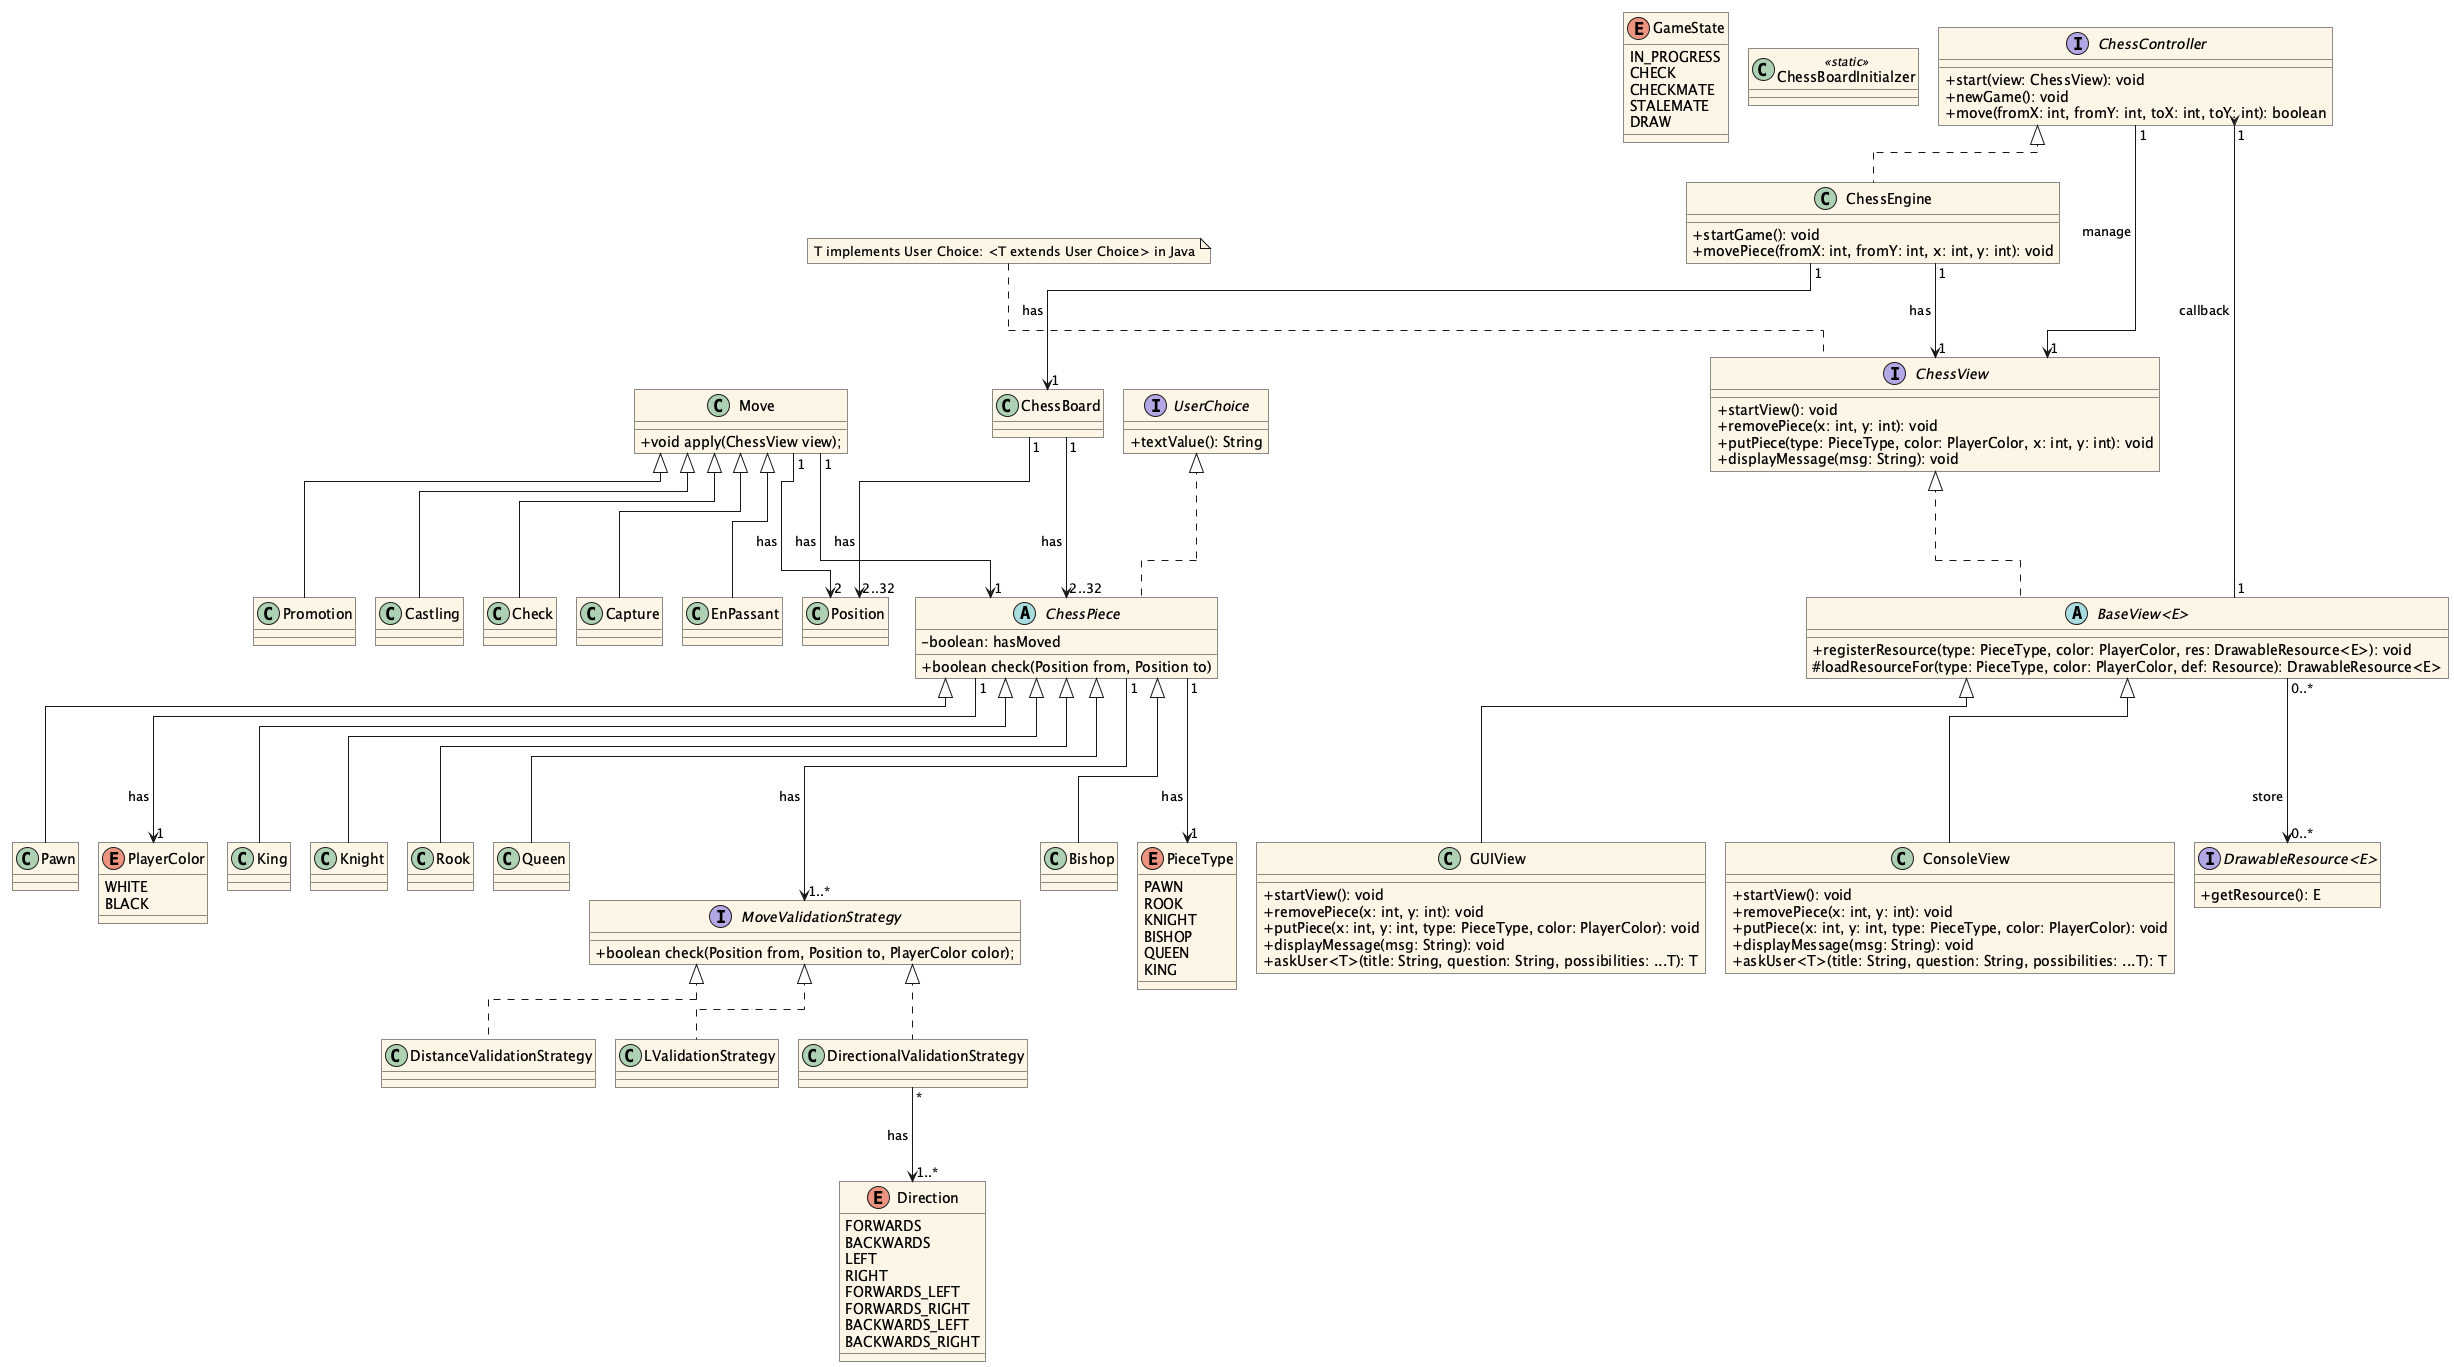 E GameState
IN_PROGRESS
CHECK
CHECKMATE
STALEMATE
DRAW
«static»
C ChessBoardInitialzer
I ChessController
+start(view: ChessView): void
+newGame(): void
+move(fromX: int, fromY: int, toX: int, toY: int): boolean
1
1
C ChessEngine
+startGame(): void
+movePiece(fromX: int, fromY: int, x: int, y: int): void
manage
T implements User Choice: <T extends User Choice> in Java
1
1
has
has
callback
1
1
1
I ChessView
+startView(): void
+removePiece(x: int, y: int): void
+putPiece(type: PieceType, color: PlayerColor, x: int, y: int): void
+displayMessage(msg: String): void
C Move
+void apply(ChessView view);
C ChessBoard
I UserChoice
+textValue(): String
1
1
1
1
has
has
has
has
2
2..32
1
2..32
1
C Promotion
C Castling
C Check
C Capture
C EnPassant
C Position
A ChessPiece
-boolean: hasMoved
+boolean check(Position from, Position to)
A BaseView<E>
+registerResource(type: PieceType, color: PlayerColor, res: DrawableResource<E>): void
#loadResourceFor(type: PieceType, color: PlayerColor, def: Resource): DrawableResource<E>
1
1
1
0..*
has
has
has
store
1
1
0..*
C Pawn
E PlayerColor
WHITE
BLACK
C King
C Knight
C Rook
C Queen
1..*
I MoveValidationStrategy
+boolean check(Position from, Position to, PlayerColor color);
C Bishop
E PieceType
PAWN
ROOK
KNIGHT
BISHOP
QUEEN
KING
C GUIView
+startView(): void
+removePiece(x: int, y: int): void
+putPiece(x: int, y: int, type: PieceType, color: PlayerColor): void
+displayMessage(msg: String): void
+askUser<T>(title: String, question: String, possibilities: ...T): T
C ConsoleView
+startView(): void
+removePiece(x: int, y: int): void
+putPiece(x: int, y: int, type: PieceType, color: PlayerColor): void
+displayMessage(msg: String): void
+askUser<T>(title: String, question: String, possibilities: ...T): T
I DrawableResource<E>
+getResource(): E
C DistanceValidationStrategy
C LValidationStrategy
C DirectionalValidationStrategy
*
has
1..*
E Direction
FORWARDS
BACKWARDS
LEFT
RIGHT
FORWARDS_LEFT
FORWARDS_RIGHT
BACKWARDS_LEFT
BACKWARDS_RIGHT